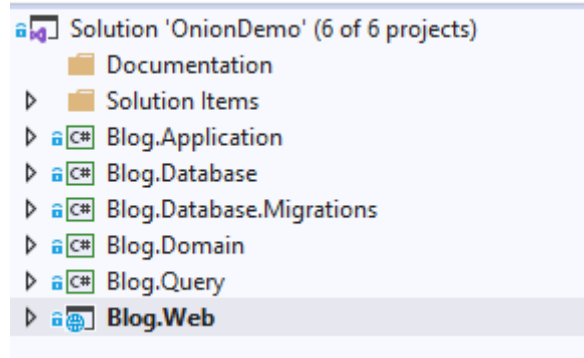 Solution 'OnionDemo' (6 of 6 projects)
Documentation
Solution Items
C# Blog.Application
C# Blog.Database
C# Blog.Database.Migrations
C# Blog.Domain
C# Blog.Query
Blog.Web